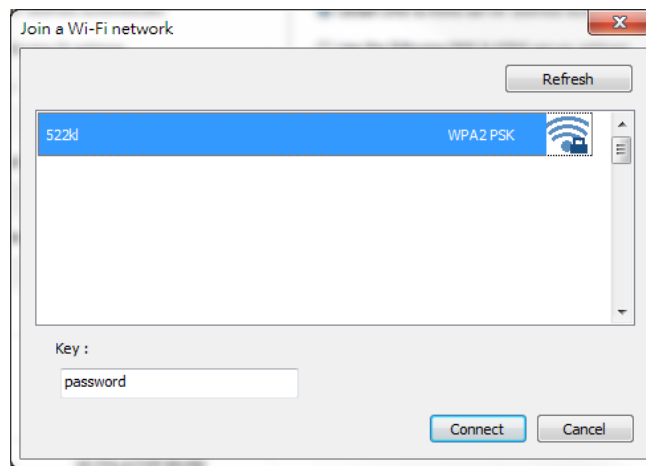 Join a Wi-Fi network
Refresh
522kl WPA2 PSK
Key :
password
Connect Cancel